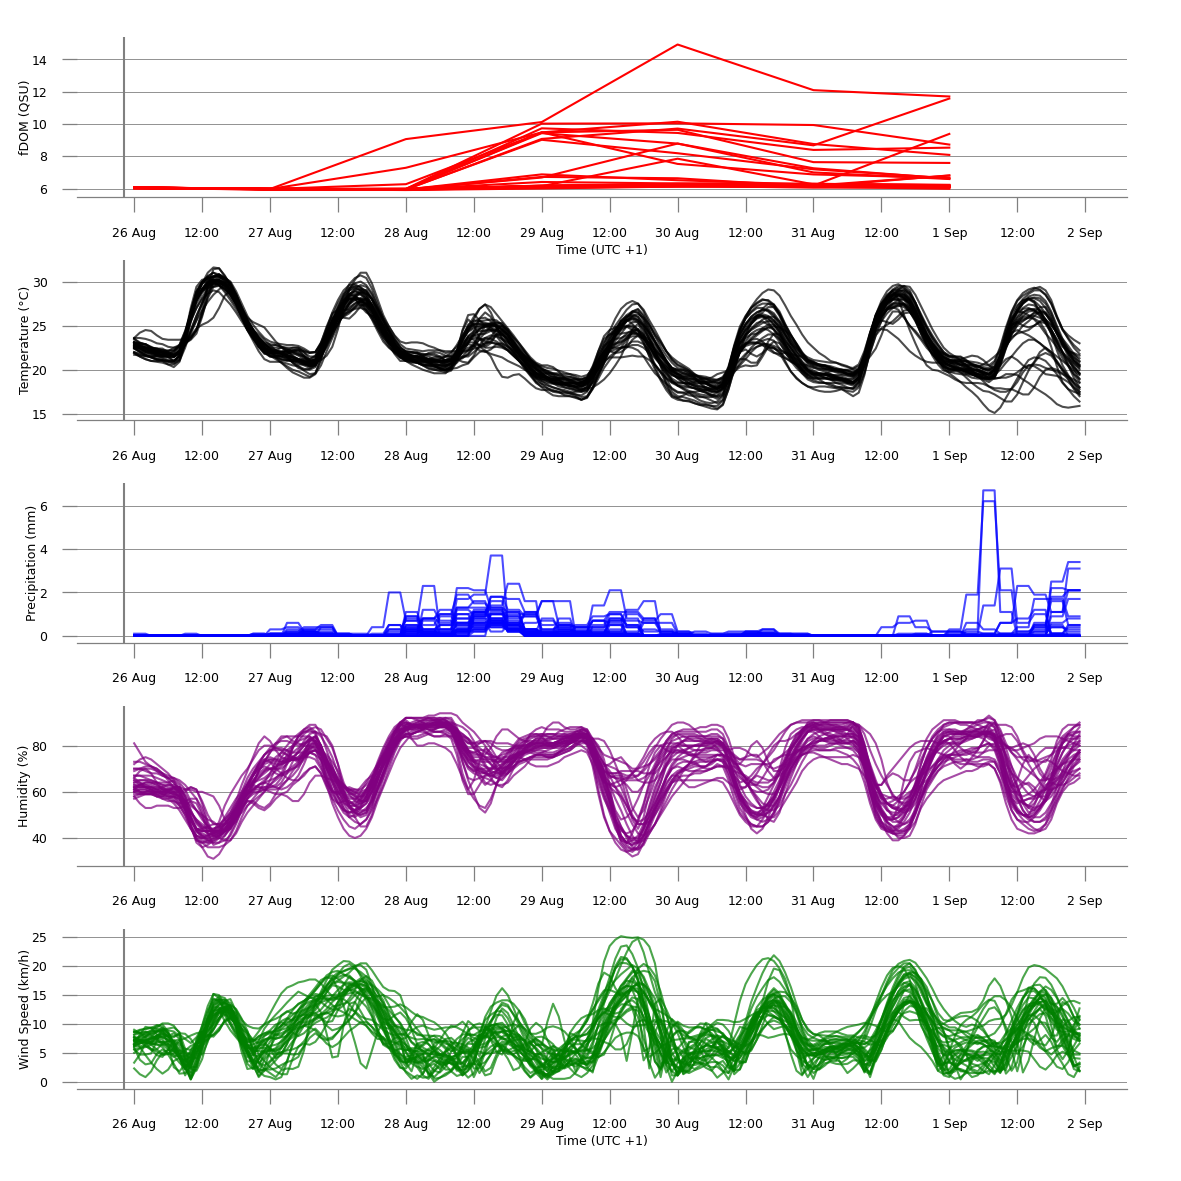 fDOM (QSU)
14
12
10
8
6
26 Aug 12:00 27 Aug 12:00 28 Aug 12:00 29 Aug 12:00 30 Aug 12:00 31 Aug 12:00 1 Sep 12:00 2 Sep
Time (UTC +1)
Temperature (°C)
30
25
20
15
26 Aug 12:00 27 Aug 12:00 28 Aug 12:00 29 Aug 12:00 30 Aug 12:00 31 Aug 12:00 1 Sep 12:00 2 Sep
Precipitation (mm)
6
4
2
0
26 Aug 12:00 27 Aug 12:00 28 Aug 12:00 29 Aug 12:00 30 Aug 12:00 31 Aug 12:00 1 Sep 12:00 2 Sep
Humidity (%)
80
60
40
26 Aug 12:00 27 Aug 12:00 28 Aug 12:00 29 Aug 12:00 30 Aug 12:00 31 Aug 12:00 1 Sep 12:00 2 Sep
Wind Speed (km/h)
25
20
15
10
5
0
26 Aug 12:00 27 Aug 12:00 28 Aug 12:00 29 Aug 12:00 30 Aug 12:00 31 Aug 12:00 1 Sep 12:00 2 Sep
Time (UTC +1)